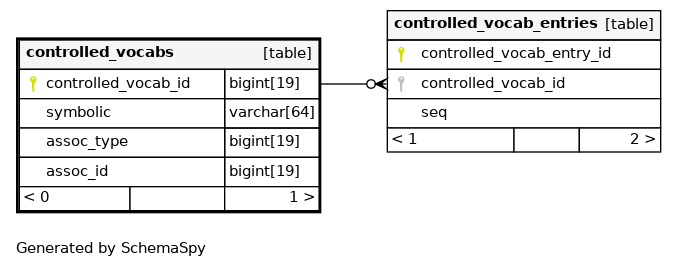 controlled_vocabs [table]
controlled_vocab_id bigint[19]
symbolic varchar[64]
assoc_type bigint[19]
assoc_id bigint[19]
< 0 1 >
controlled_vocab_entries [table]
controlled_vocab_entry_id
controlled_vocab_id
seq
< 1 2 >
Generated by SchemaSpy